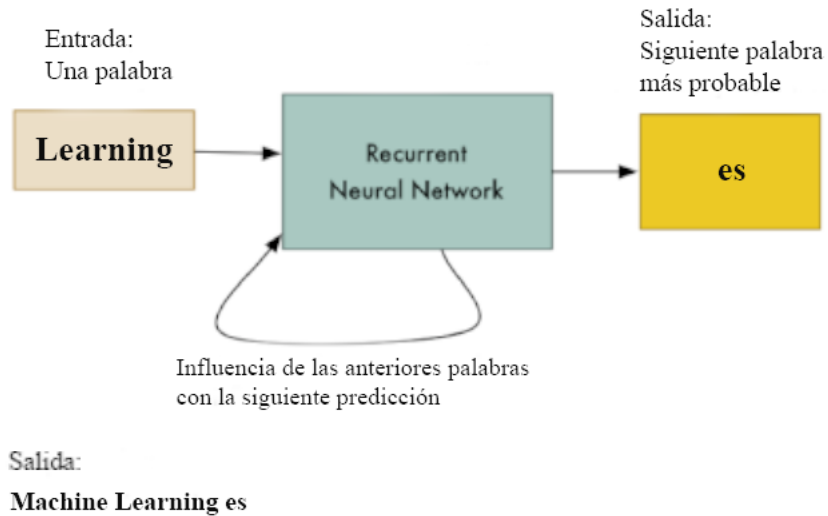 Entrada:
Una palabra
Salida:
Siguiente palabra
más probable
Learning
Recurrent
Neural Network
es
Influencia de las anteriores palabras
con la siguiente predicción
Salida:
Machine Learning es